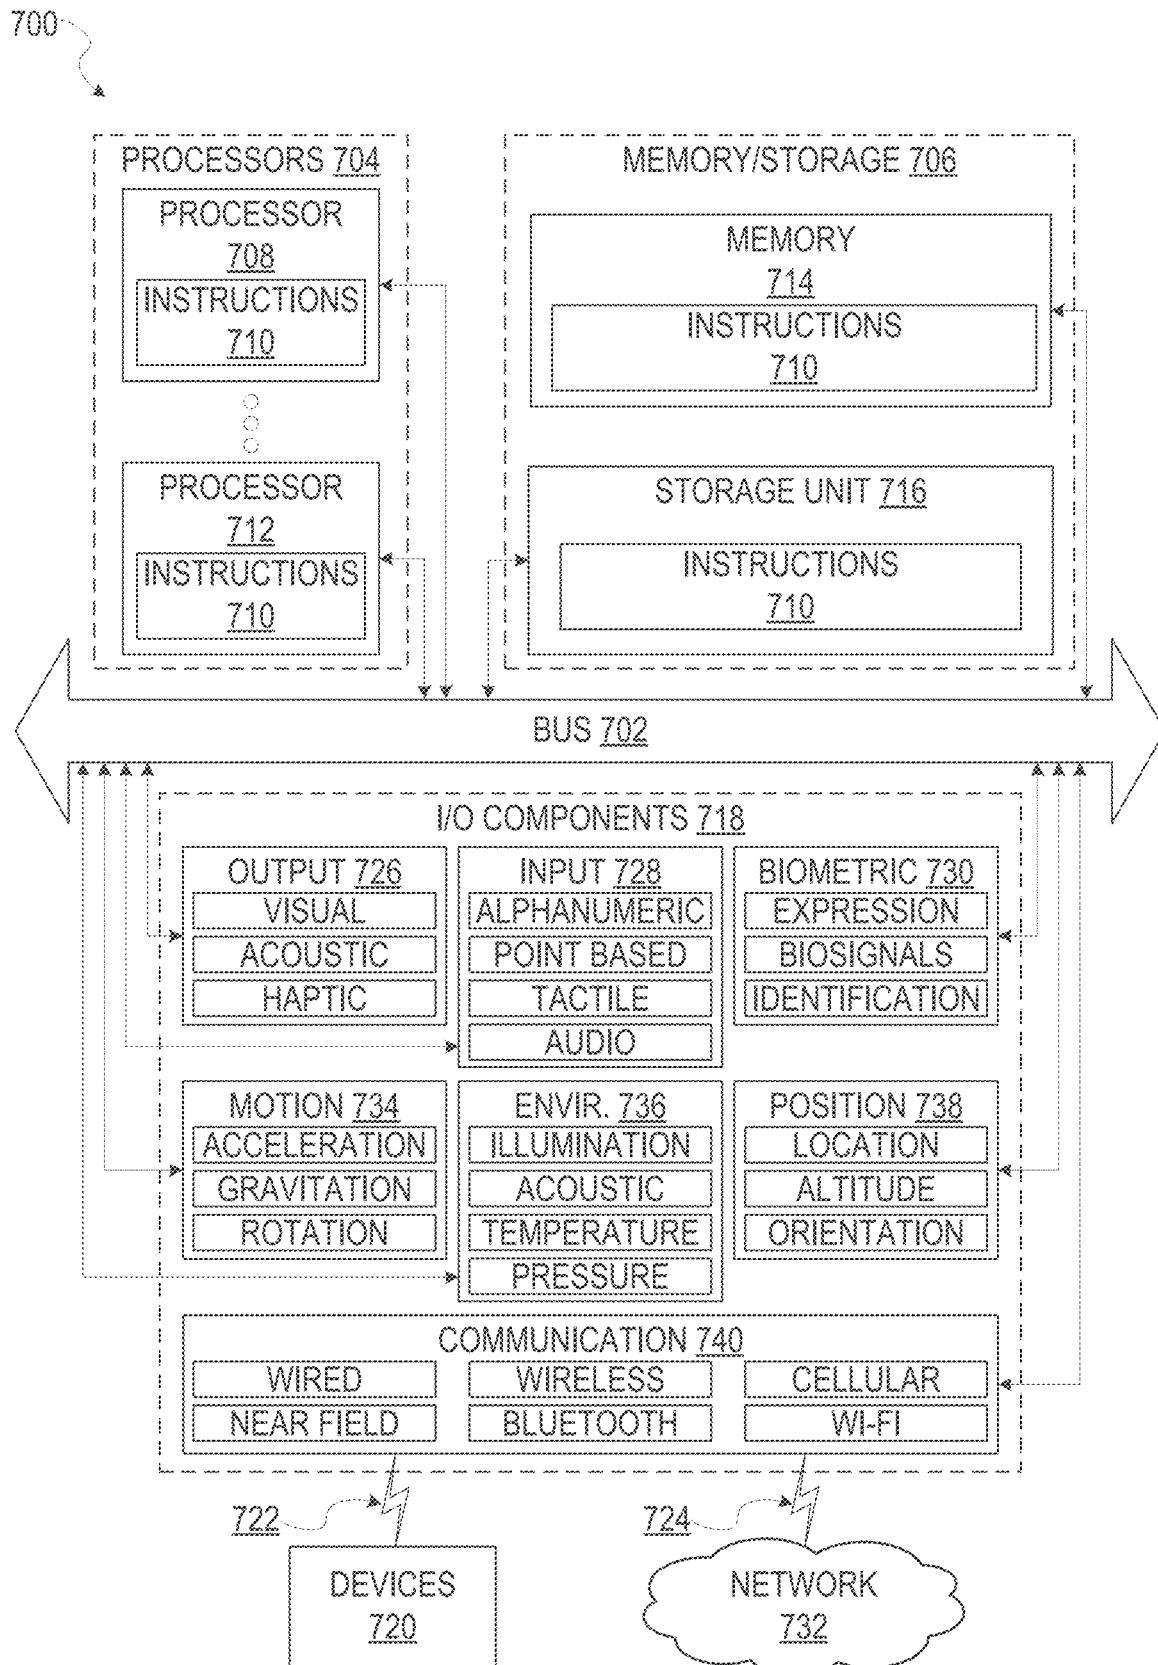 700
PROCESSORS 704
PROCESSOR
708
INSTRUCTIONS
710
PROCESSOR
712
INSTRUCTIONS
710
MEMORY/STORAGE 706
MEMORY
714
INSTRUCTIONS
710
STORAGE UNIT 716
INSTRUCTIONS
710
BUS 702
I/O COMPONENTS 718
OUTPUT 726
VISUAL
ACOUSTIC
HAPTIC
INPUT 728
ALPHANUMERIC
POINT BASED
TACTILE
AUDIO
BIOMETRIC 730
EXPRESSION
BIOSIGNALS
IDENTIFICATION
MOTION 734
ACCELERATION
GRAVITATION
ROTATION
ENVIR. 736
ILLUMINATION
ACOUSTIC
TEMPERATURE
PRESSURE
POSITION 738
LOCATION
ALTITUDE
ORIENTATION
COMMUNICATION 740
WIRED
WIRELESS
CELLULAR
NEAR FIELD
BLUETOOTH
WI-FI
722
724
DEVICES
720
NETWORK
732